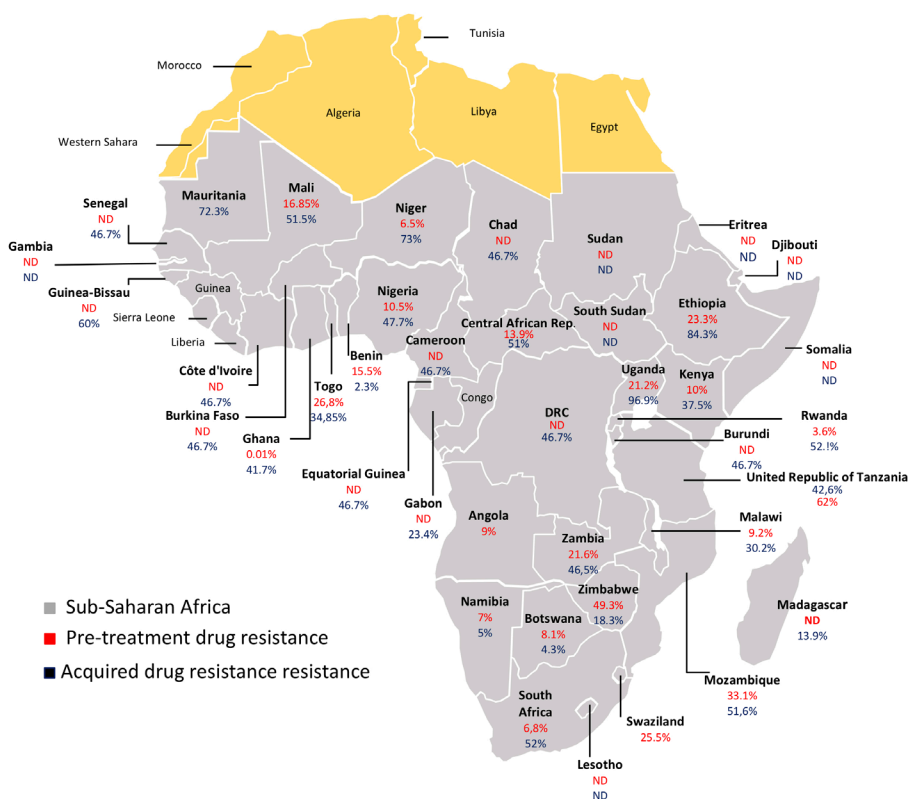 Tunisia
Morocco
Algeria
Libya
Egypt
Western Sahara
Mauritania
72.3%
Mali
16.85%
51.5%
Niger
6.5%
73%
Chad
ND
46.7%
Sudan
ND
ND
Eritrea
ND
ND
Djibouti
ND
ND
Senegal
ND
46.7%
Gambia
ND
ND
Guinea-Bissau
ND
60%
Guinea
Sierra Leone
Liberia
Nigeria
10.5%
47.7%
Central African Rep.
13.9%
51%
South Sudan
ND
ND
Ethiopia
23.3%
84.3%
Somalia
ND
ND
Côte d'Ivoire
ND
46.7%
Burkina Faso
ND
46.7%
Ghana
0.01%
41.7%
Togo
26,8%
34,85%
Benin
15.5%
2.3%
Cameroon
ND
46.7%
Congo
Equatorial Guinea
ND
46.7%
Gabon
ND
23.4%
DRC
ND
46.7%
Uganda
21.2%
96.9%
Kenya
10%
37.5%
Rwanda
3.6%
52.!%
Burundi
ND
46.7%
United Republic of Tanzania
42,6%
62%
Angola
9%
Zambia
21.6%
46,5%
Malawi
9.2%
30.2%
Zimbabwe
49.3%
18.3%
Namibia
7%
5%
Botswana
8.1%
4.3%
Madagascar
ND
13.9%
Mozambique
33.1%
51,6%
South
Africa
6,8%
52%
Swaziland
25.5%
Lesotho
ND
ND
Sub-Saharan Africa
Pre-treatment drug resistance
Acquired drug resistance resistance